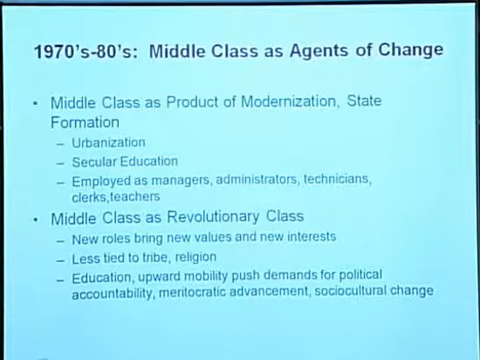 1970's-80's: Middle Class as Agents of Change
• Middle Class as Product of Modernization, State
Formation
– Urbanization
– Secular Education
– Employed as managers, administrators, technicians,
clerks,teachers
• Middle Class as Revolutionary Class
– New roles bring new values and new interests
– Less tied to tribe, religion
– Education, upward mobility push demands for political
accountability, meritocratic advancement, sociocultural change